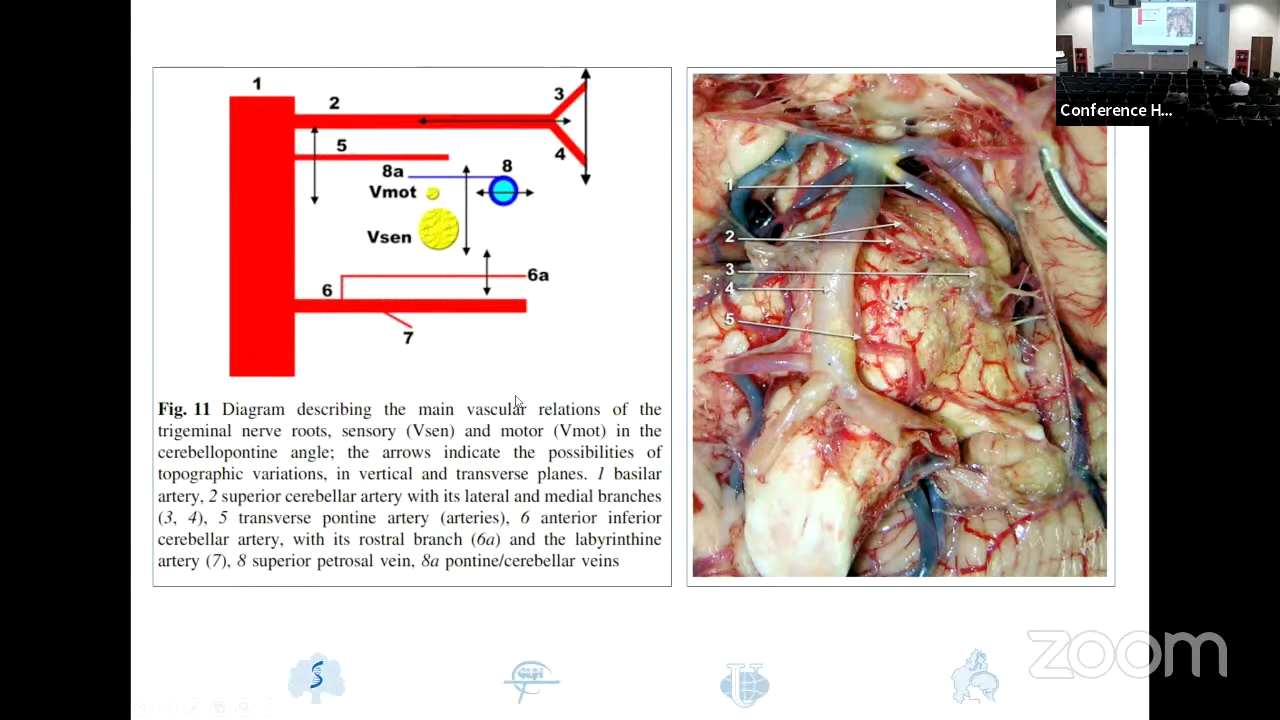 Conference H...
1
2
3
5
4
8a
8
Vmot
Vsen
6a
6
7
Fig. 11 Diagram describing the main vascular relations of the
trigeminal nerve roots, sensory (Vsen) and motor (Vmot) in the
cerebellopontine angle; the arrows indicate the possibilities of
topographic variations, in vertical and transverse planes. 1 basilar
artery, 2 superior cerebellar artery with its lateral and medial branches
(3, 4), 5 transverse pontine artery (arteries), 6 anterior inferior
cerebellar artery, with its rostral branch (6a) and the labyrinthine
artery (7), 8 superior petrosal vein, 8a pontine/cerebellar veins
1
2
3
4
*
5
zoom